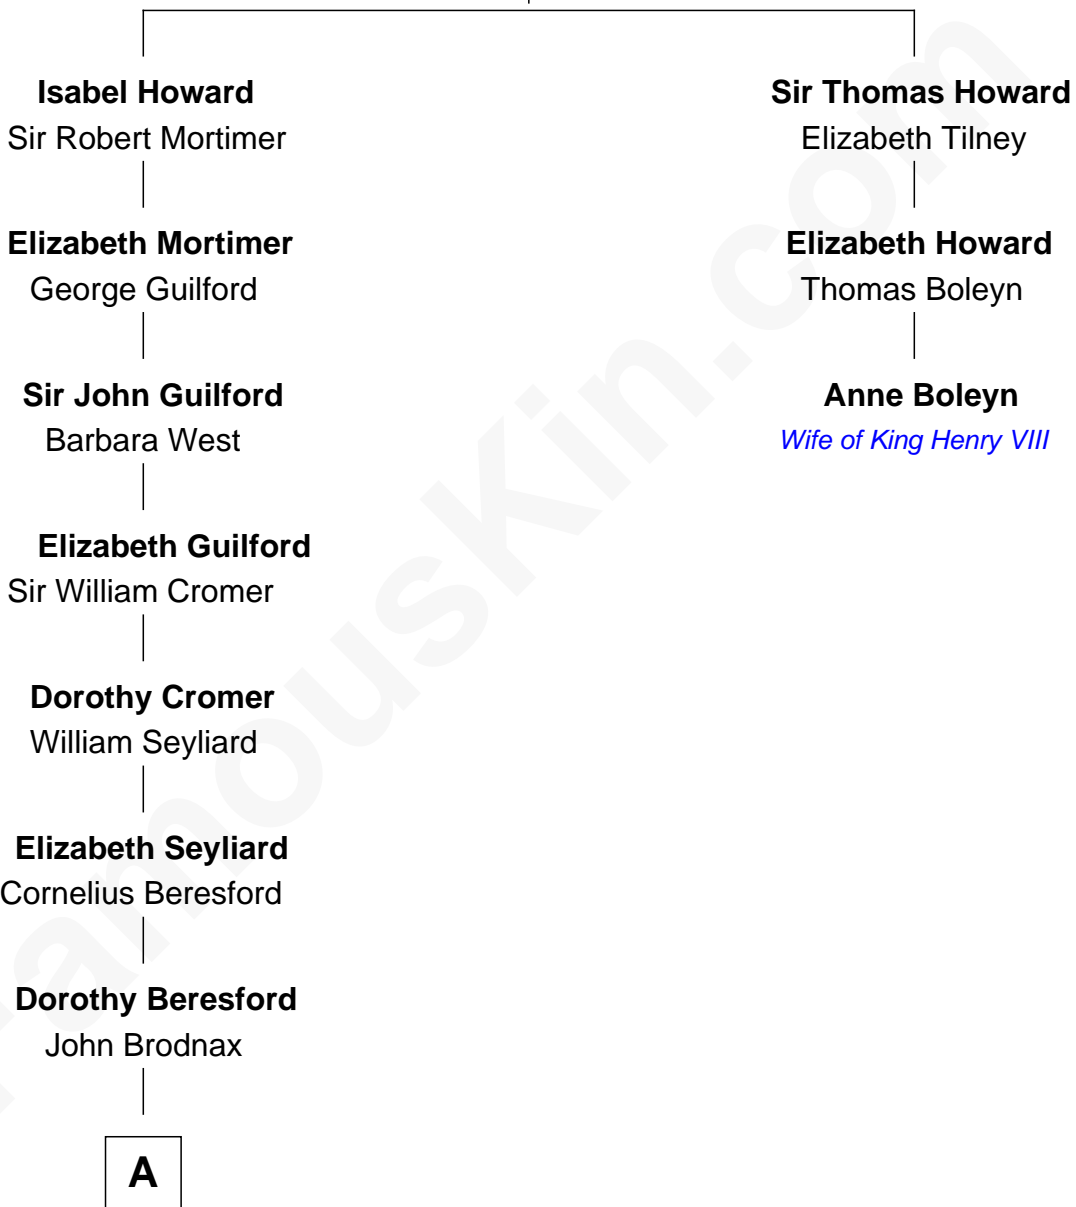 Isabel Howard
Sir Robert Mortimer
Sir Thomas Howard
Elizabeth Tilney
Elizabeth Mortimer
George Guilford
Elizabeth Howard
Thomas Boleyn
Sir John Guilford
Barbara West
Anne Boleyn
Wife of King Henry VIII
Elizabeth Guilford
Sir William Cromer
Dorothy Cromer
William Seyliard
Elizabeth Seyliard
Cornelius Beresford
Dorothy Beresford
John Brodnax
A
FamousKin.com